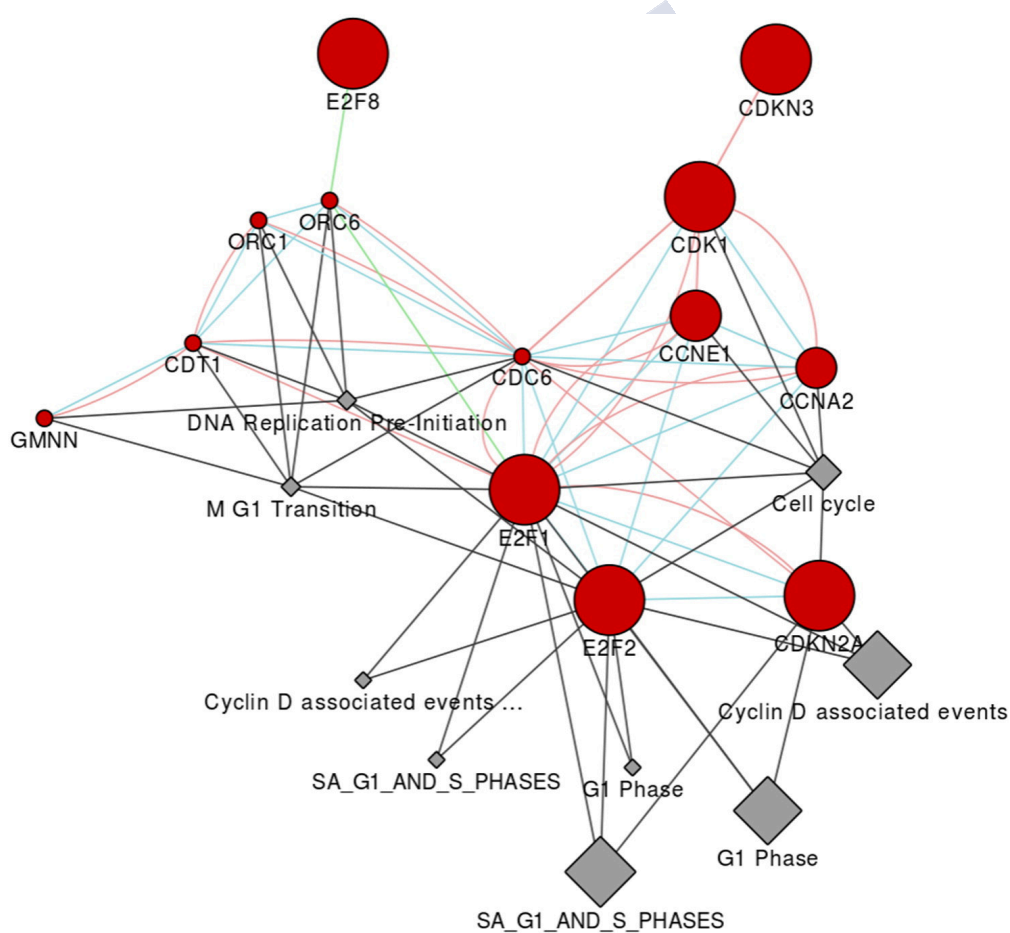 E2F8
CDKN3
ORC6
ORC1
CDK1
CCNE1
CDT1
CDC6
CCNA2
DNA Replication Pre-Initiation
GMNN
Cell cycle
M G1 Transition
E2F1
CDKN2A
E2F2
Cyclin D associated events ...
Cyclin D associated events
SA_G1_AND_S_PHASES
G1 Phase
G1 Phase
SA_G1_AND_S_PHASES